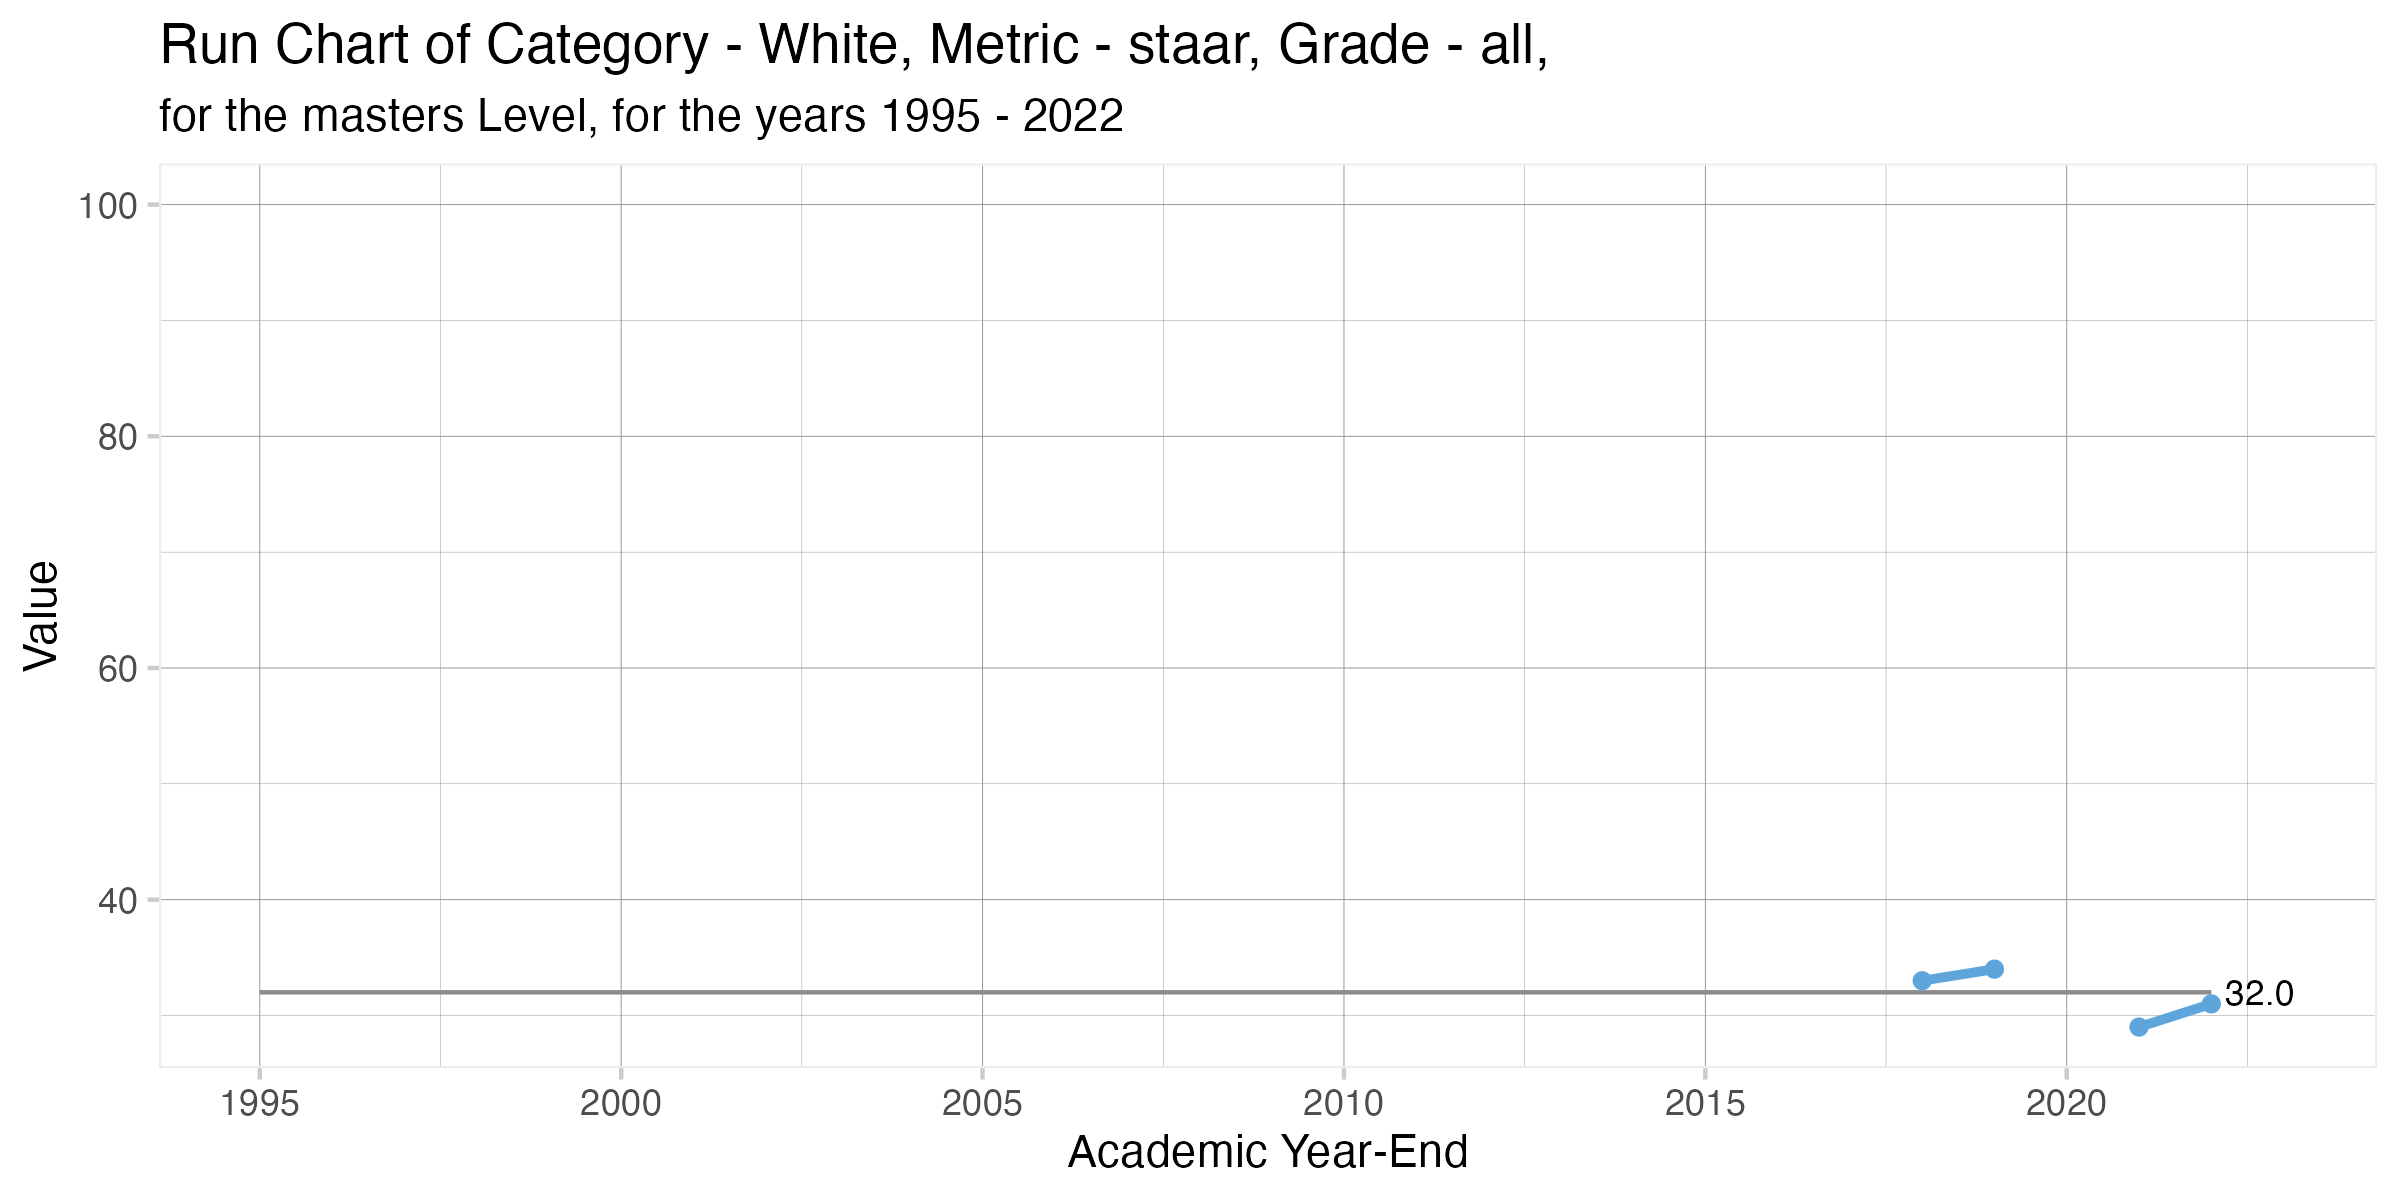 Run Chart of Category - White, Metric - staar, Grade - all,
for the masters Level, for the years 1995 - 2022
100
80
60
40
Value
32.0
1995 2000 2005 2010 2015 2020
Academic Year-End